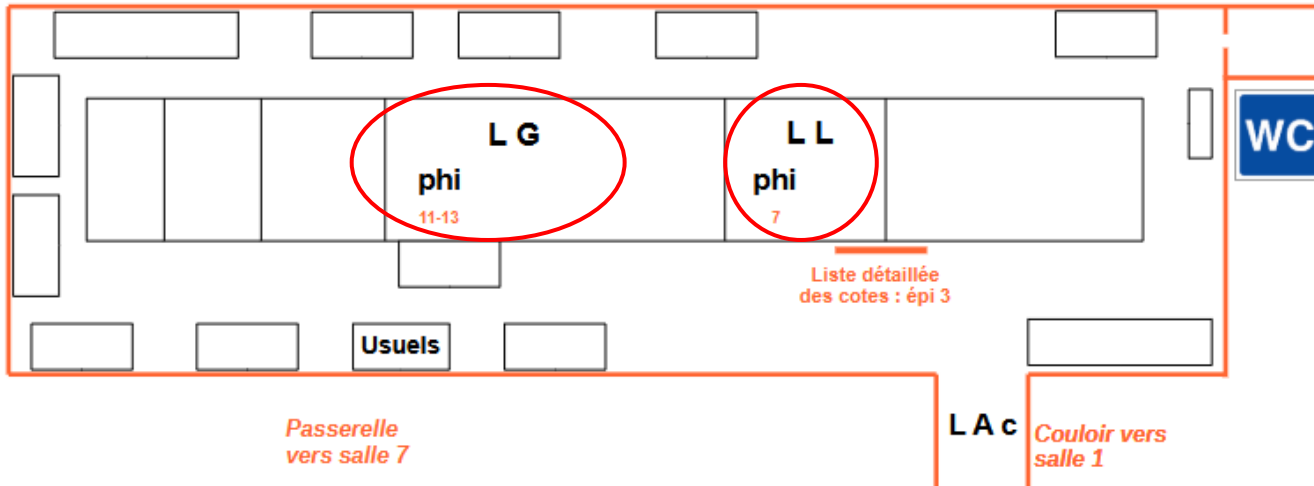 L G
L L
WC
phi
phi
11-13
7
Liste détaillée
des cotes : épi 3
Usuels
Passerelle
vers salle 7
L A c
Couloir vers
salle 1